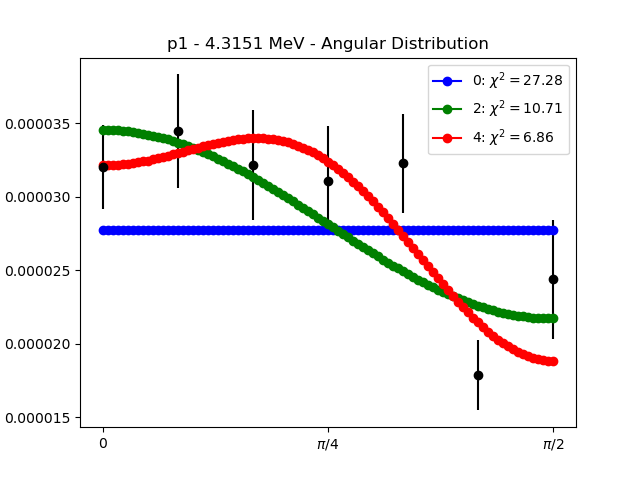 p1 - 4.3151 MeV - Angular Distribution
0: χ² = 27.28
2: χ² = 10.71
4: χ² = 6.86
0.000035
0.000030
0.000025
0.000020
0.000015
0
π/4
π/2